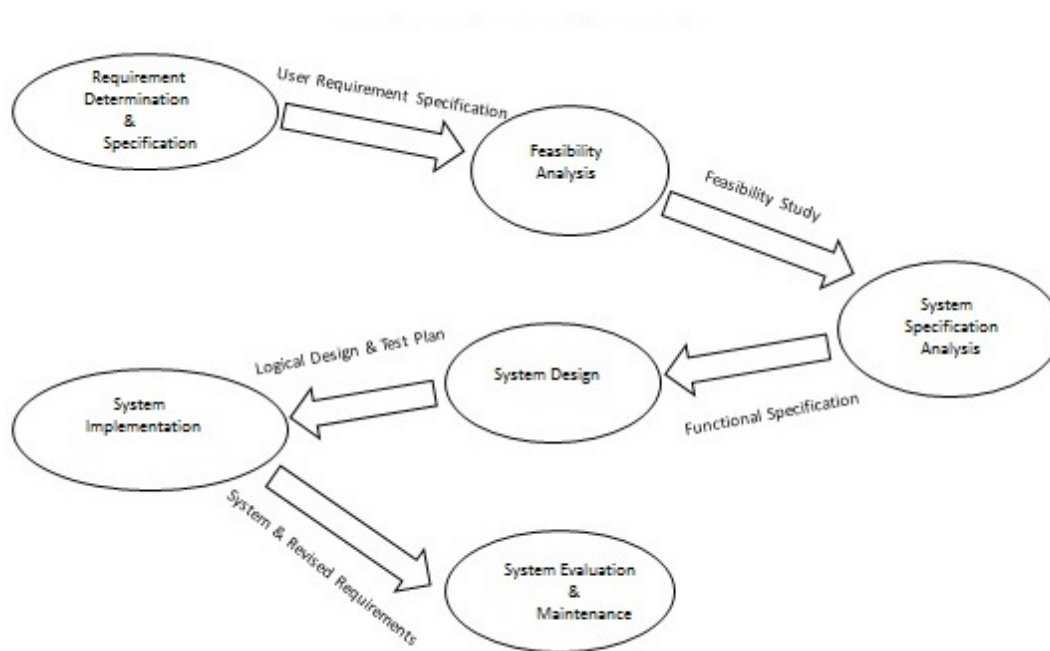 Requirement
Determination
&
Specification
User Requirement Specification
Feasibility
Analysis
Feasibility Study
System
Specification
Analysis
Functional Specification
System Design
Logical Design & Test Plan
System
Implementation
System & Revised Requirements
System Evaluation
&
Maintenance